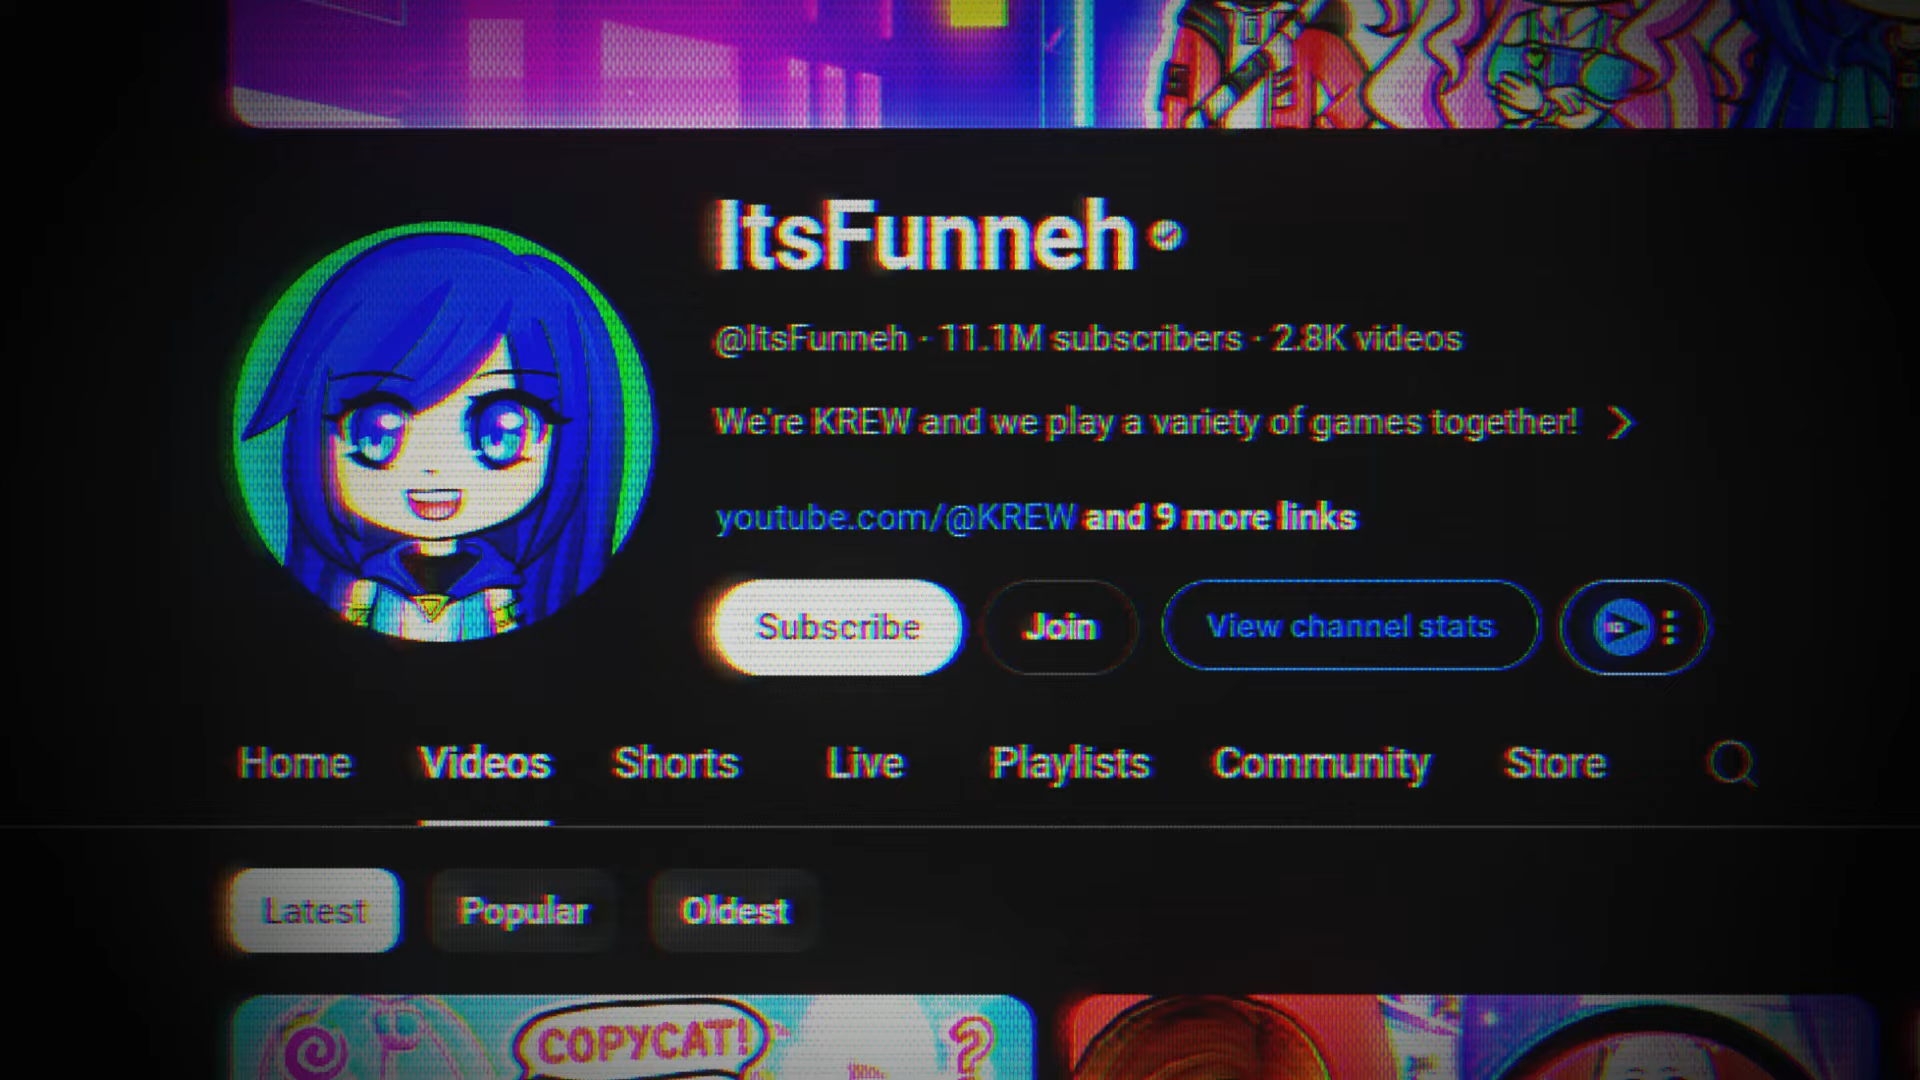 ItsFunneh
@ItsFunneh · 11.1M subscribers · 2.8K videos
We're KREW and we play a variety of games together!
youtube.com/@KREW and 9 more links
Subscribe Join View channel stats
Home Videos Shorts Live Playlists Community Store
Latest Popular Oldest
COPYCAT! ?